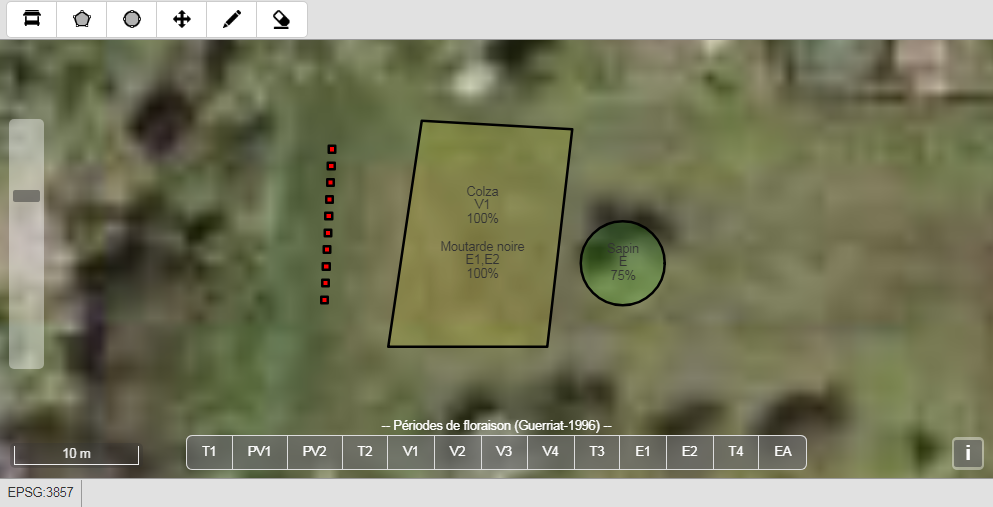 Colza
V1
100%
Moutarde noire
E1,E2
100%
Sapin
E
75%
-- Périodes de floraison (Guerriat-1996) --
10 m
T1 PV1 PV2 T2 V1 V2 V3 V4 T3 E1 E2 T4 EA
i
EPSG:3857